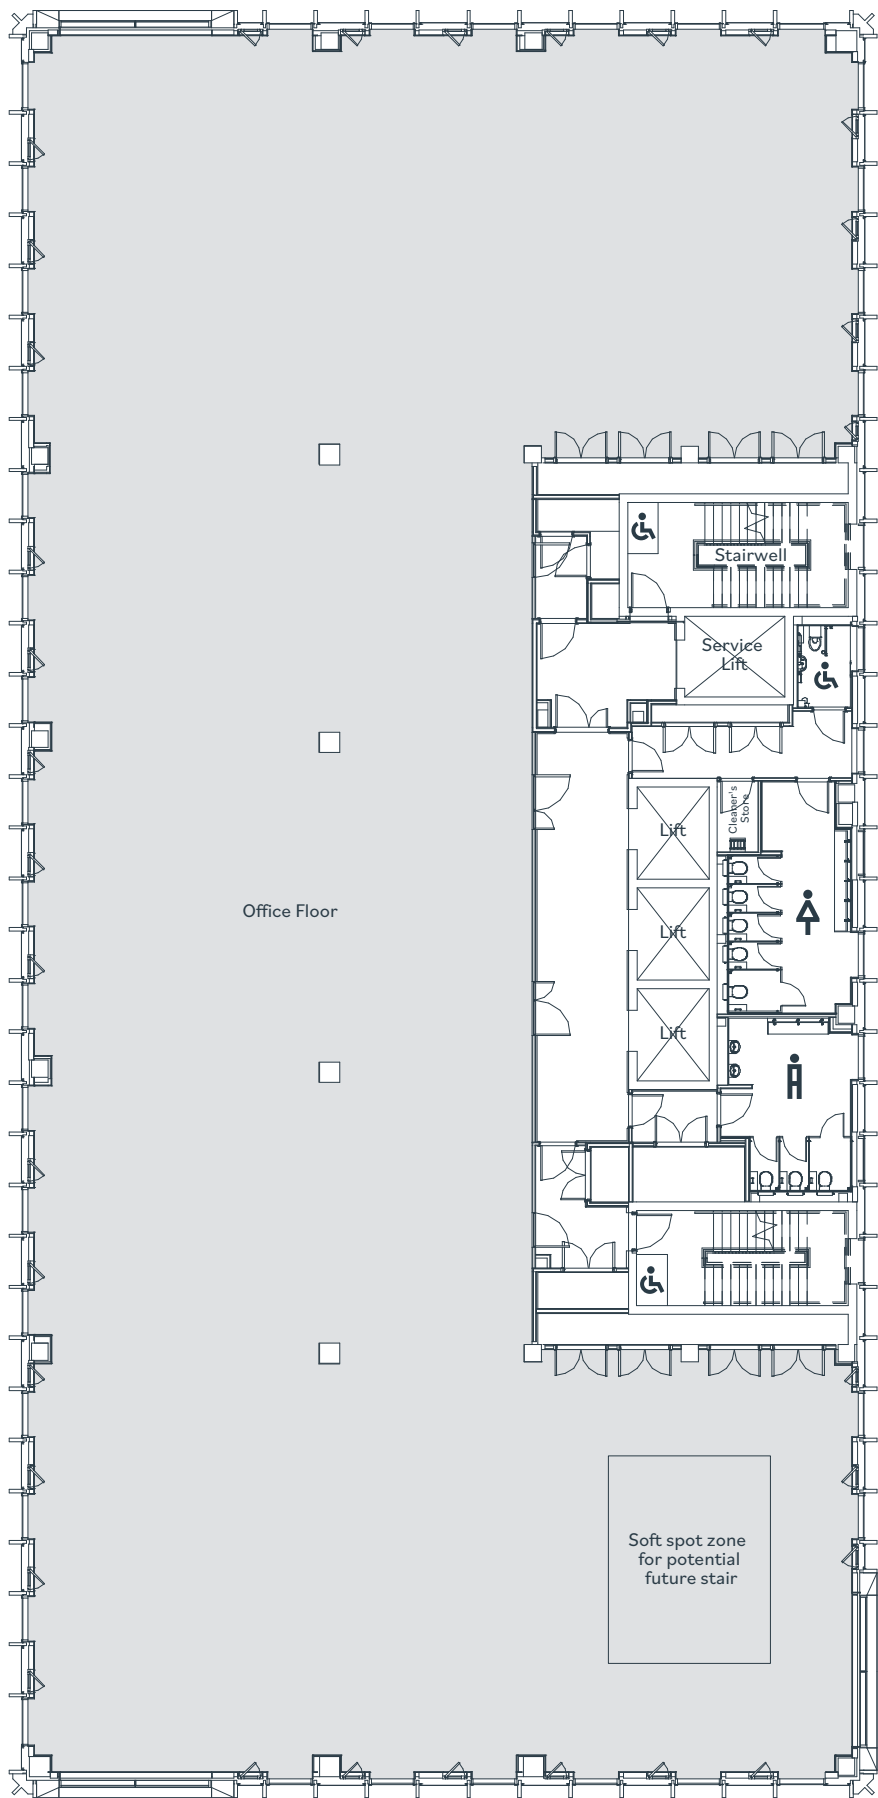 Stairwell
Service
Lift
Cleaner's
Store
Lift
Office Floor
Lift
Lift
Soft spot zone
for potential
future stair